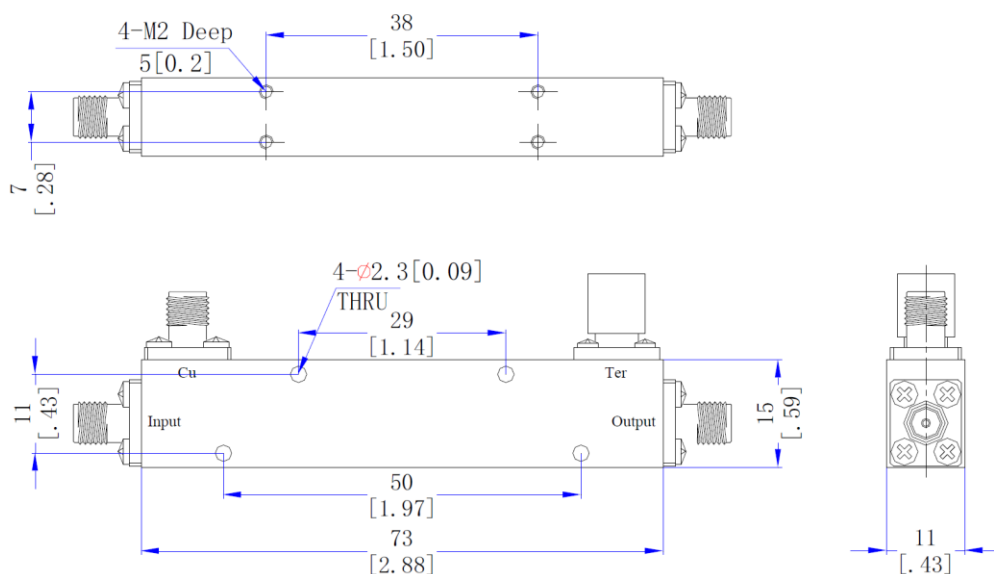 4-M2 Deep
5[0.2]
38
[1.50]
7
[.28]
4-Ø2.3[0.09]
THRU
29
[1.14]
Cu
Ter
11
[.43]
Input
Output
15
[.59]
50
[1.97]
73
[2.88]
11
[.43]